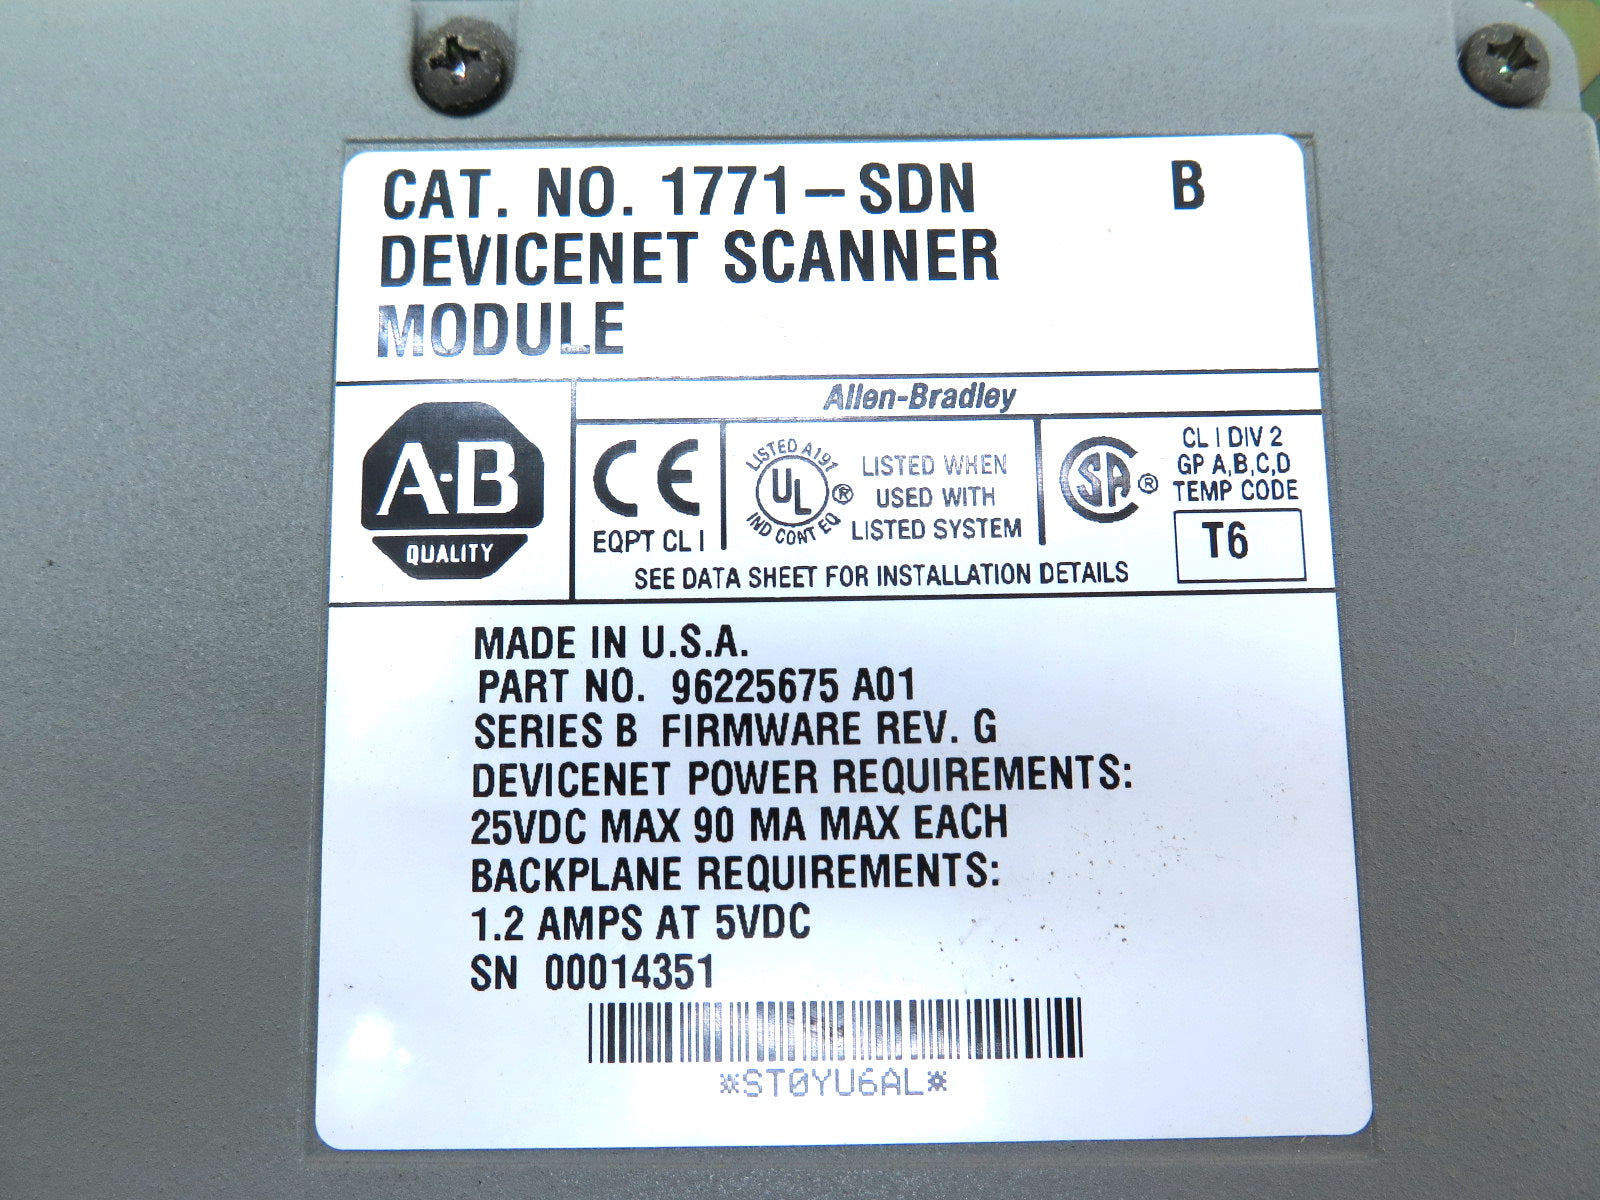 CAT. NO. 1771-SDN B
DEVICENET SCANNER
MODULE
Allen-Bradley
A-B
QUALITY
CE
EQPT CL I
LISTED A191
UL ®
IND CONT EQ
LISTED WHEN
USED WITH
LISTED SYSTEM
SA ®
CL I DIV 2
GP A,B,C,D
TEMP CODE
T6
SEE DATA SHEET FOR INSTALLATION DETAILS
MADE IN U.S.A.
PART NO. 96225675 A01
SERIES B FIRMWARE REV. G
DEVICENET POWER REQUIREMENTS:
25VDC MAX 90 MA MAX EACH
BACKPLANE REQUIREMENTS:
1.2 AMPS AT 5VDC
SN 00014351
*ST0YU6AL*